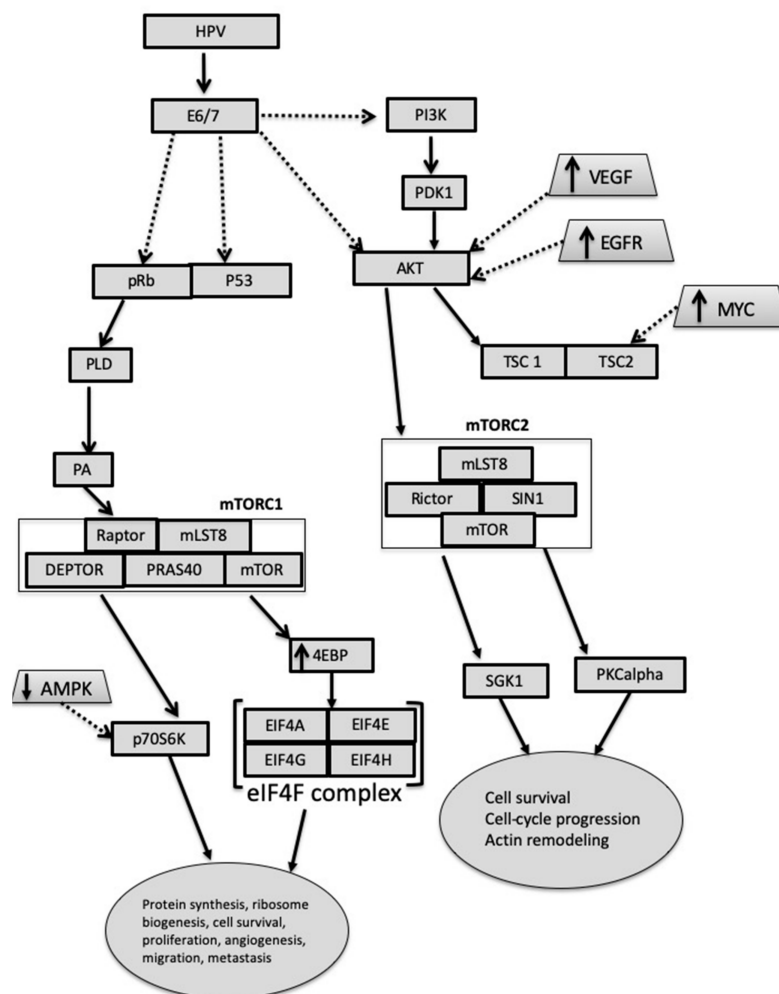 HPV
E6/7
PI3K
PDK1
VEGF
EGFR
AKT
pRb
P53
MYC
PLD
TSC 1
TSC2
PA
mTORC2
mLST8
Rictor
SIN1
mTOR
mTORC1
Raptor
mLST8
DEPTOR
PRAS40
mTOR
4EBP
SGK1
PKCalpha
AMPK
p70S6K
EIF4A
EIF4E
EIF4G
EIF4H
eIF4F complex
Cell survival
Cell-cycle progression
Actin remodeling
Protein synthesis, ribosome
biogenesis, cell survival,
proliferation, angiogenesis,
migration, metastasis